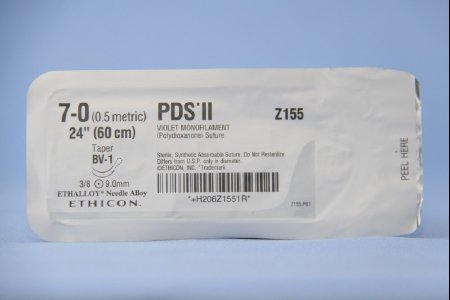 7-0 (0.5 metric)
24" (60 cm)
Taper
BV-1
3/8 9.0mm
ETHALLOY* Needle Alloy
ETHICON.
PDS*II
VIOLET MONOFILAMENT
(Polydioxanone) Suture
Z155
Sterile, Synthetic Absorbable Suture. Do Not Resterilize
Differs from U.S.P. only in diameter.
©ETHICON, INC. *Trademark
*+H206Z1551R*
Z155.P01
PEEL HERE